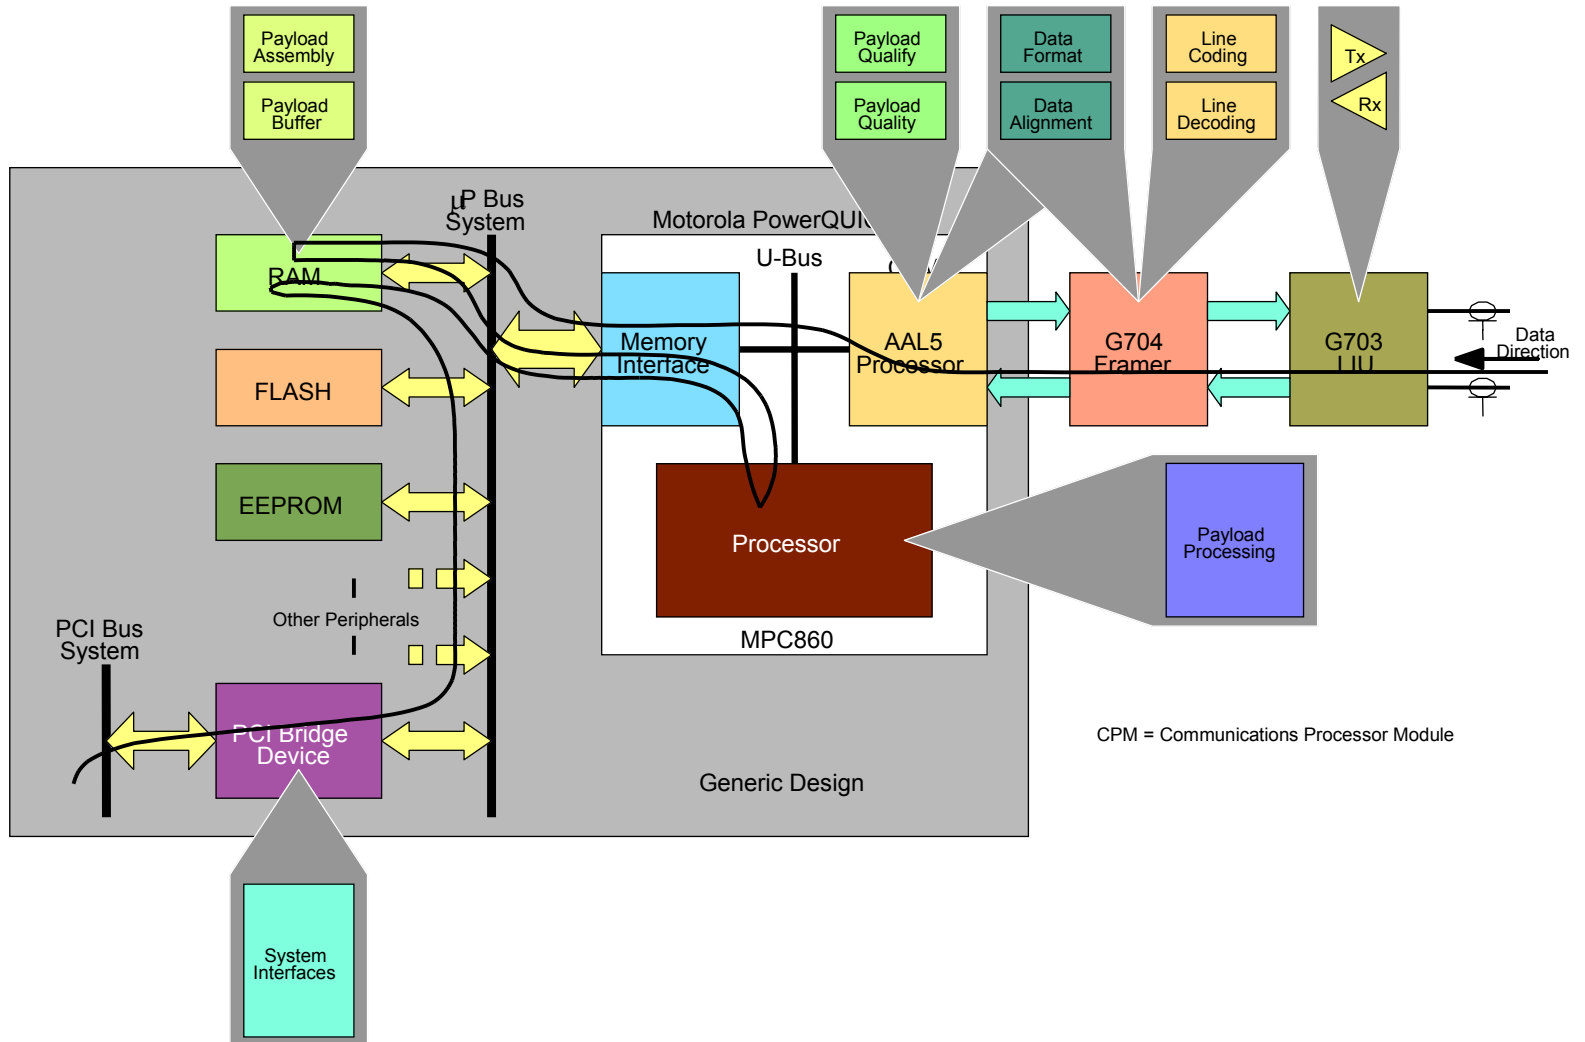 Payload
Assembly
Payload
Buffer
Payload
Qualify
Payload
Quality
Data
Format
Data
Alignment
Line
Coding
Line
Decoding
Tx
Rx
µP Bus
System
Motorola PowerQUI
U-Bus
RAM
Memory
Interface
AAL5
Processor
G704
Framer
G703
LIU
Data
Direction
FLASH
EEPROM
Processor
Payload
Processing
Other Peripherals
MPC860
PCI Bus
System
PCI Bridge
Device
CPM = Communications Processor Module
Generic Design
System
Interfaces